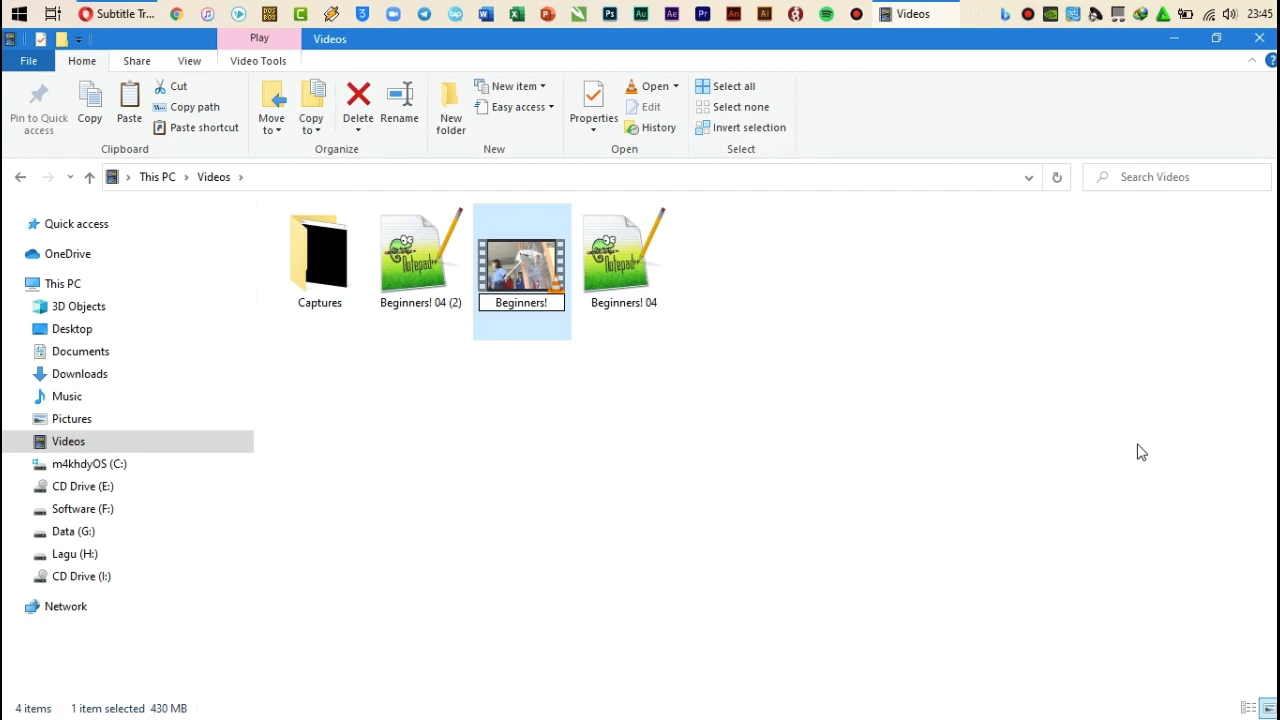 Subtitle Tr...
Videos
23:45
Play
Videos
File
Home
Share
View
Video Tools
Pin to Quick
access
Copy
Paste
Cut
Copy path
Paste shortcut
Clipboard
Move
to
Copy
to
Delete
Rename
Organize
New
folder
New item
Easy access
New
Properties
Open
Edit
History
Open
Select all
Select none
Invert selection
Select
This PC
Videos
Search Videos
Quick access
OneDrive
This PC
3D Objects
Desktop
Documents
Downloads
Music
Pictures
Videos
m4khdyOS (C:)
CD Drive (E:)
Software (F:)
Data (G:)
Lagu (H:)
CD Drive (I:)
Network
Captures
Notepad++
Beginners! 04 (2)
Beginners!
Notepad++
Beginners! 04
4 items
1 item selected 430 MB